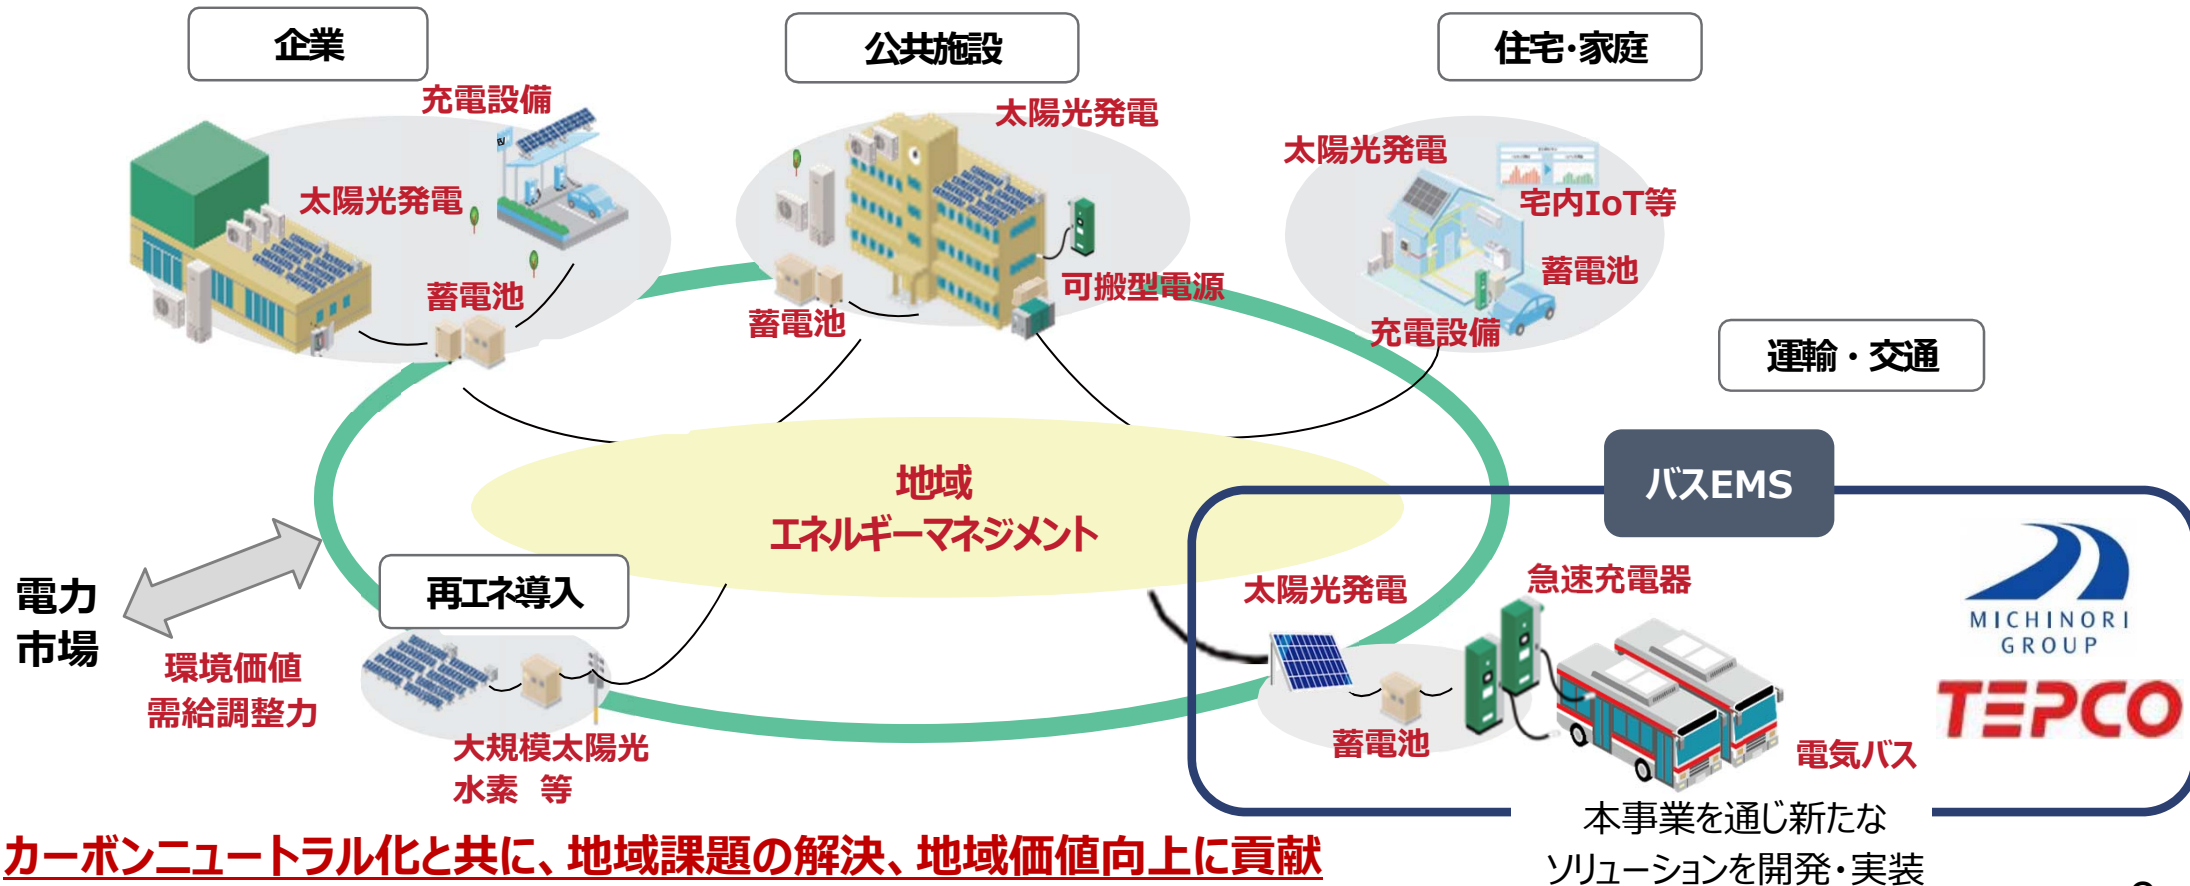 企業
公共施設
住宅・家庭
充電設備
太陽光発電
太陽光発電
太陽光発電
宅内IoT等
蓄電池
蓄電池
可搬型電源
蓄電池
充電設備
運輸・交通
バスEMS
地域
エネルギーマネジメント
電力
市場
再エネ導入
環境価値
需給調整力
大規模太陽光
水素 等
太陽光発電
急速充電器
蓄電池
電気バス
MICHINORI
GROUP
TEPCO
本事業を通じ新たな
ソリューションを開発・実装
カーボンニュートラル化と共に、地域課題の解決、地域価値向上に貢献